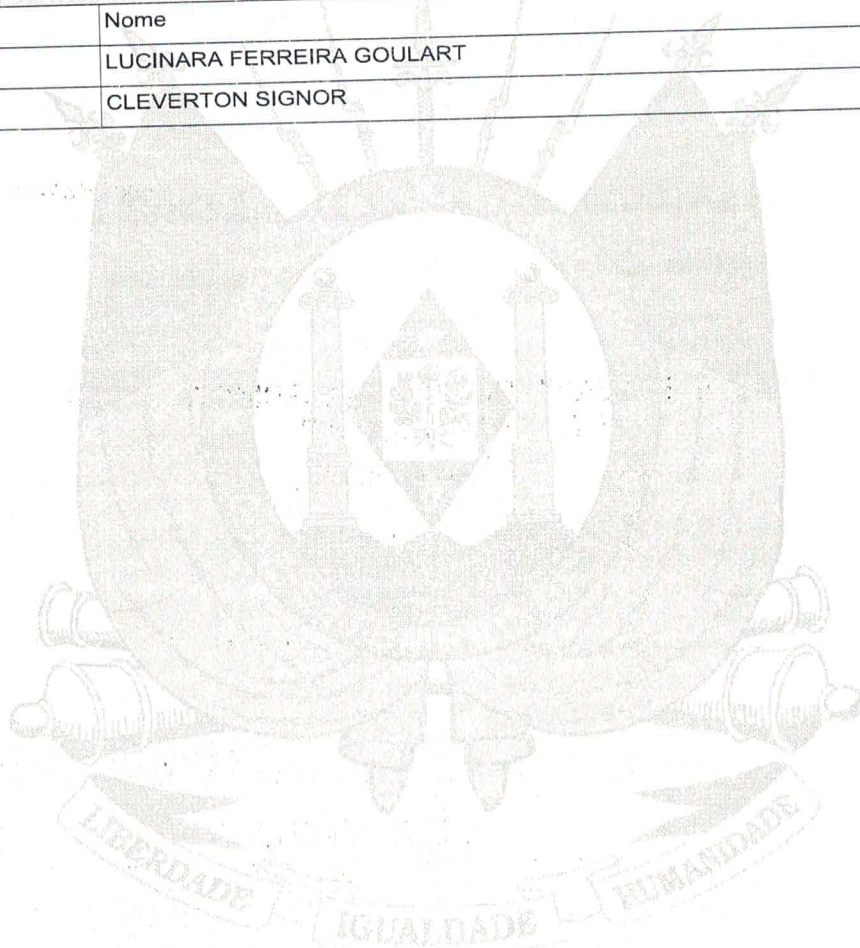 Nome
LUCINARA FERREIRA GOULART
CLEVERTON SIGNOR
LIBERDADE
IGUALDADE
HUMANIDADE